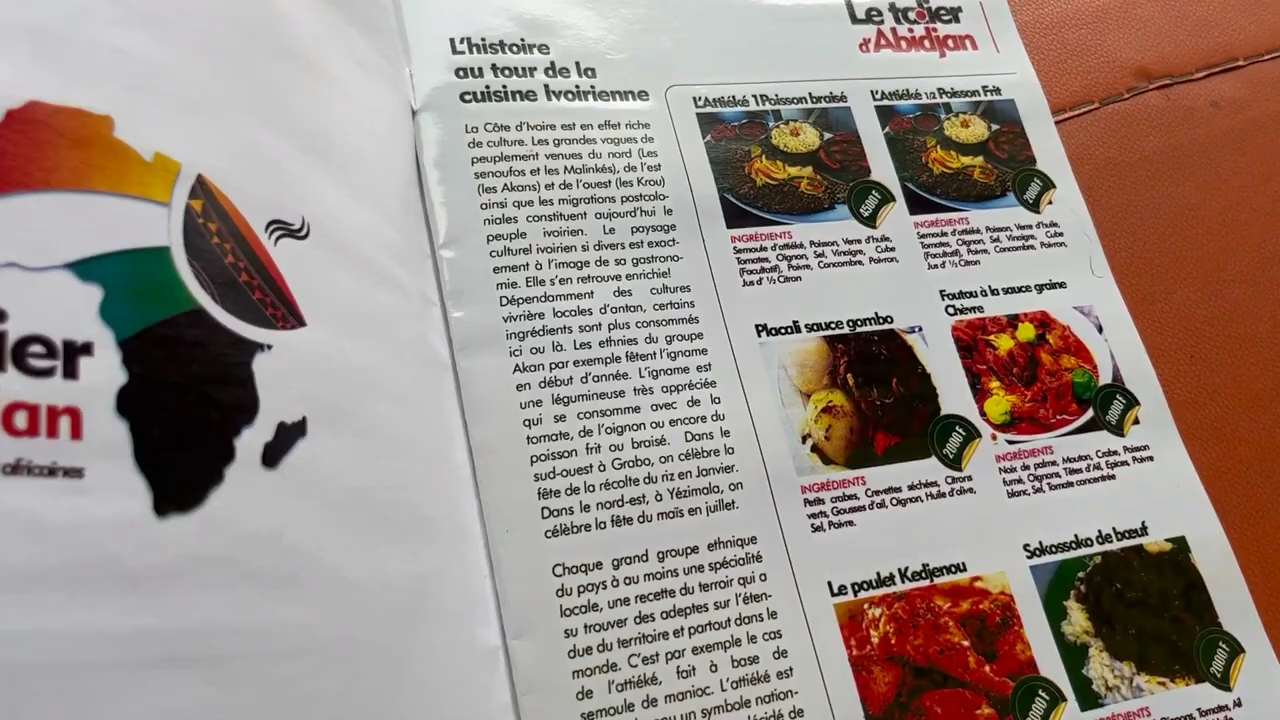 ier
an
africaines
L'histoire
au tour de la
cuisine Ivoirienne
La Côte d'Ivoire est en effet riche
de culture. Les grandes vagues de
peuplement venues du nord (Les
senoufos et les Malinkés), de l'est
(les Akans) et de l'ouest (les Krou)
ainsi que les migrations postcolo-
niales constituent aujourd'hui le
peuple ivoirien. Le paysage
culturel ivoirien si divers est exact-
ement à l'image de sa gastrono-
mie. Elle s'en retrouve enrichie!
Dépendamment des cultures
vivrière locales d'antan, certains
ingrédients sont plus consommés
ici ou là. Les ethnies du groupe
Akan par exemple fêtent l'igname
en début d'année. L'igname est
une légumineuse très appréciée
qui se consomme avec de la
tomate, de l'oignon ou encore du
poisson frit ou braisé. Dans le
sud-ouest à Grabo, on célèbre la
fête de la récolte du riz en Janvier.
Dans le nord-est, à Yézimala, on
célèbre la fête du maïs en juillet.
Chaque grand groupe ethnique
du pays à au moins une spécialité
locale, une recette du terroir qui a
su trouver des adeptes sur l'éten-
due du territoire et partout dans le
monde. C'est par exemple le cas
de l'attiéké, fait à base de
semoule de manioc. L'attiéké est
un symbole nation-
de
Le tolier
d'Abidjan
L'Attiéké 1 Poisson braisé
4500 F
INGRÉDIENTS
Semoule d'attiéké, Poisson, Verre d'huile,
Tomates, Oignon, Sel, Vinaigre, Cube
(Facultatif), Poivre, Concombre, Poivron,
Jus d' ½ Citron
L'Attiéké 1/2 Poisson Frit
2000 F
INGRÉDIENTS
Semoule d'attiéké, Poisson, Verre d'huile,
Tomates, Oignon, Sel, Vinaigre, Cube
(Facultatif), Poivre, Concombre, Poivron,
Jus d' ½ Citron
Placali sauce gombo
2000 F
INGRÉDIENTS
Petits crabes, Crevettes séchées, Citrons
verts, Gousses d'ail, Oignon, Huile d'olive,
Sel, Poivre.
Foutou à la sauce graine
Chèvre
3000 F
INGRÉDIENTS
Noix de palme, Mouton, Crabe, Poisson
fumé, Oignons, Têtes d'Ail, Epices, Poivre
blanc, Sel, Tomate concentrée
Le poulet Kedjenou
Sokossoko de bœuf
2000 F
INGRÉDIENTS
Tomates, Ail